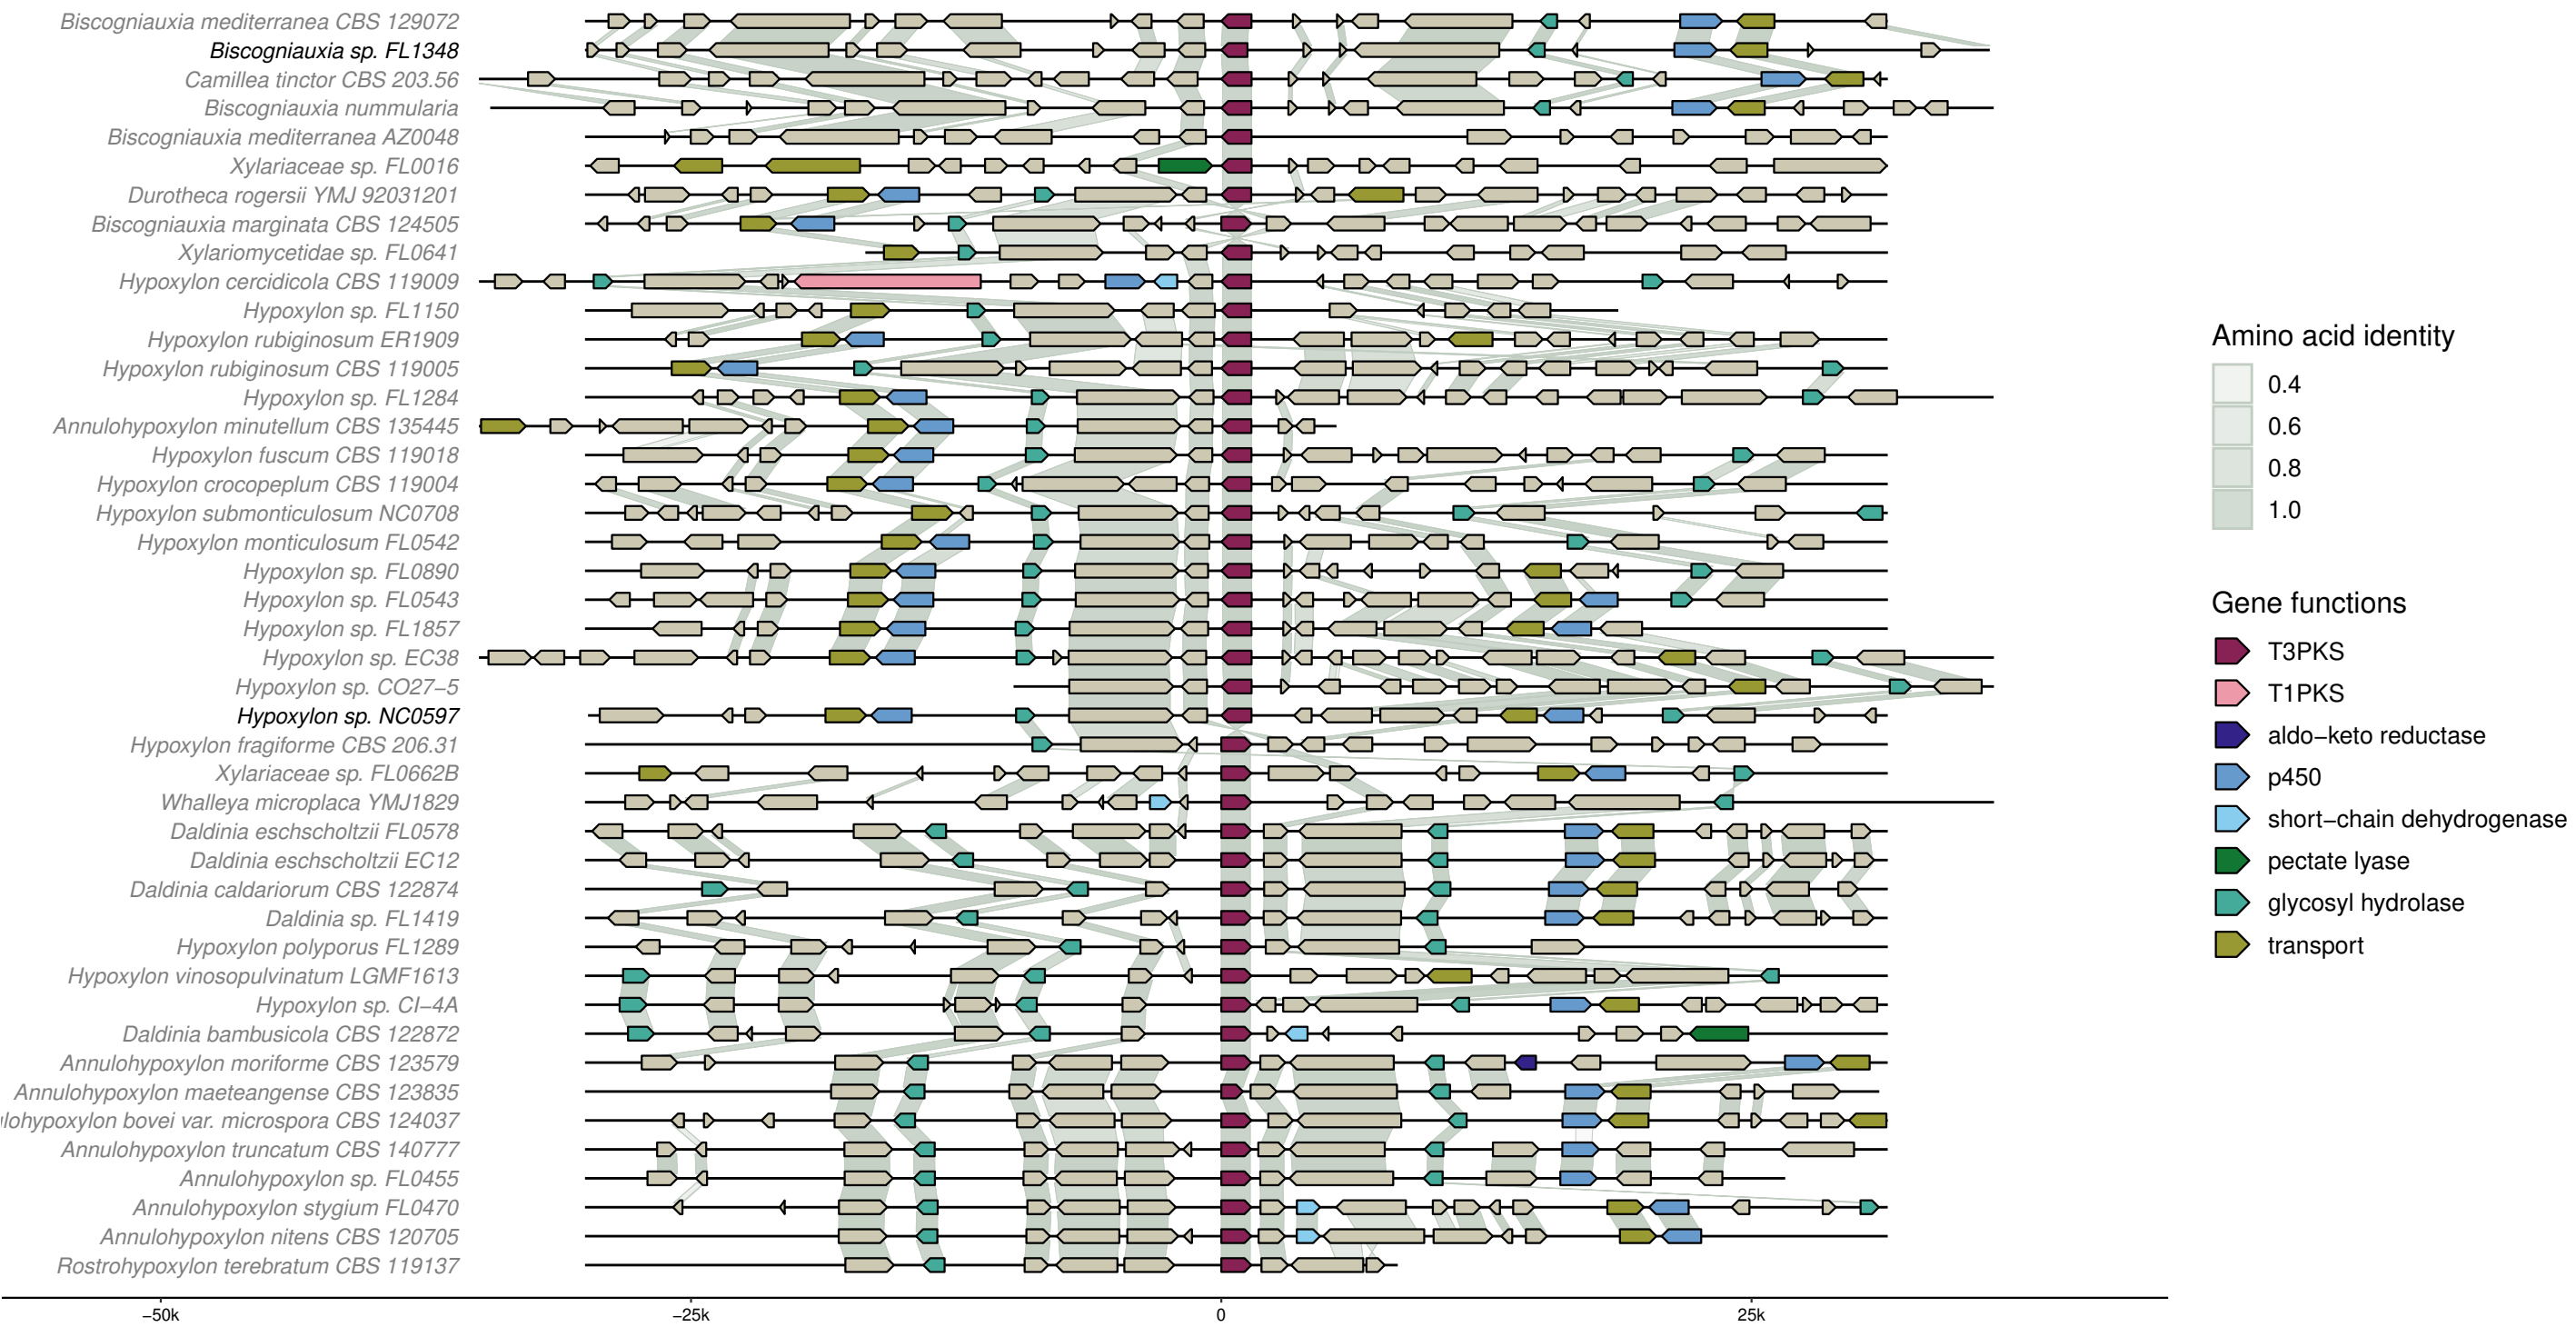 Biscogniauxia mediterranea CBS 129072
Biscogniauxia sp. FL1348
Camillea tinctor CBS 203.56
Biscogniauxia nummularia
Biscogniauxia mediterranea AZ0048
Xylariaceae sp. FL0016
Durotheca rogersii YMJ 92031201
Biscogniauxia marginata CBS 124505
Xylariomycetidae sp. FL0641
Hypoxylon cercidicola CBS 119009
Hypoxylon sp. FL1150
Hypoxylon rubiginosum ER1909
Hypoxylon rubiginosum CBS 119005
Hypoxylon sp. FL1284
Annulohypoxylon minutellum CBS 135445
Hypoxylon fuscum CBS 119018
Hypoxylon crocopeplum CBS 119004
Hypoxylon submonticulosum NC0708
Hypoxylon monticulosum FL0542
Hypoxylon sp. FL0890
Hypoxylon sp. FL0543
Hypoxylon sp. FL1857
Hypoxylon sp. EC38
Hypoxylon sp. CO27−5
Hypoxylon sp. NC0597
Hypoxylon fragiforme CBS 206.31
Xylariaceae sp. FL0662B
Whalleya microplaca YMJ1829
Daldinia eschscholtzii FL0578
Daldinia eschscholtzii EC12
Daldinia caldariorum CBS 122874
Daldinia sp. FL1419
Hypoxylon polyporus FL1289
Hypoxylon vinosopulvinatum LGMF1613
Hypoxylon sp. CI−4A
Daldinia bambusicola CBS 122872
Annulohypoxylon moriforme CBS 123579
Annulohypoxylon maeteangense CBS 123835
ulohypoxylon bovei var. microspora CBS 124037
Annulohypoxylon truncatum CBS 140777
Annulohypoxylon sp. FL0455
Annulohypoxylon stygium FL0470
Annulohypoxylon nitens CBS 120705
Rostrohypoxylon terebratum CBS 119137
−50k
−25k
0
25k
Amino acid identity
0.4
0.6
0.8
1.0
Gene functions
T3PKS
T1PKS
aldo−keto reductase
p450
short−chain dehydrogenase
pectate lyase
glycosyl hydrolase
transport